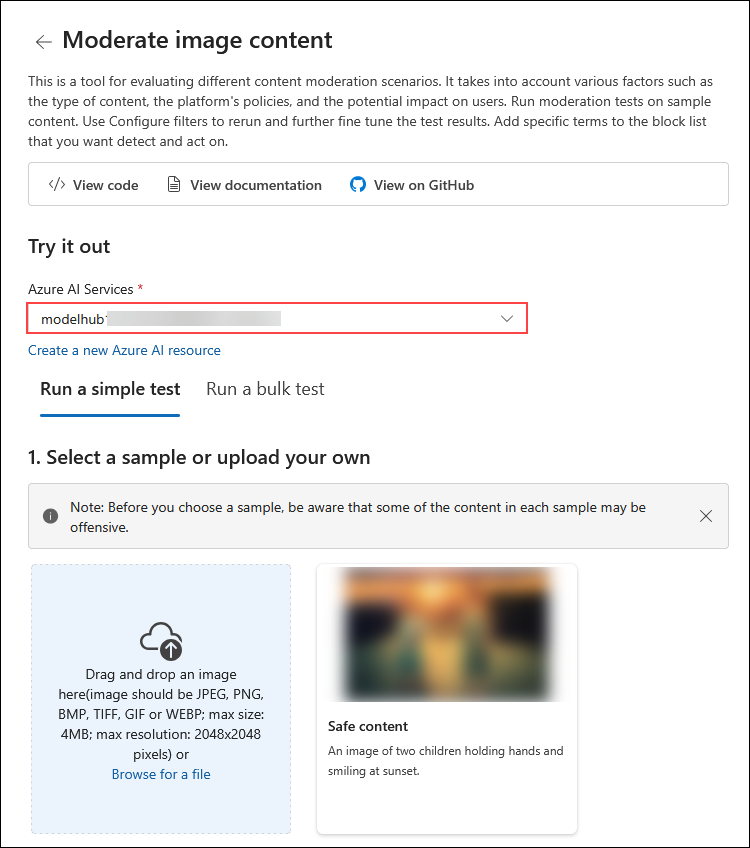 Moderate image content
This is a tool for evaluating different content moderation scenarios. It takes into account various factors such as
the type of content, the platform's policies, and the potential impact on users. Run moderation tests on sample
content. Use Configure filters to rerun and further fine tune the test results. Add specific terms to the block list
that you want detect and act on.
View code View documentation View on GitHub
Try it out
Azure AI Services *
modelhub
Create a new Azure AI resource
Run a simple test Run a bulk test
1. Select a sample or upload your own
Note: Before you choose a sample, be aware that some of the content in each sample may be
offensive.
Drag and drop an image
here(image should be JPEG, PNG,
BMP, TIFF, GIF or WEBP; max size:
4MB; max resolution: 2048x2048
pixels) or
Browse for a file
Safe content
An image of two children holding hands and
smiling at sunset.